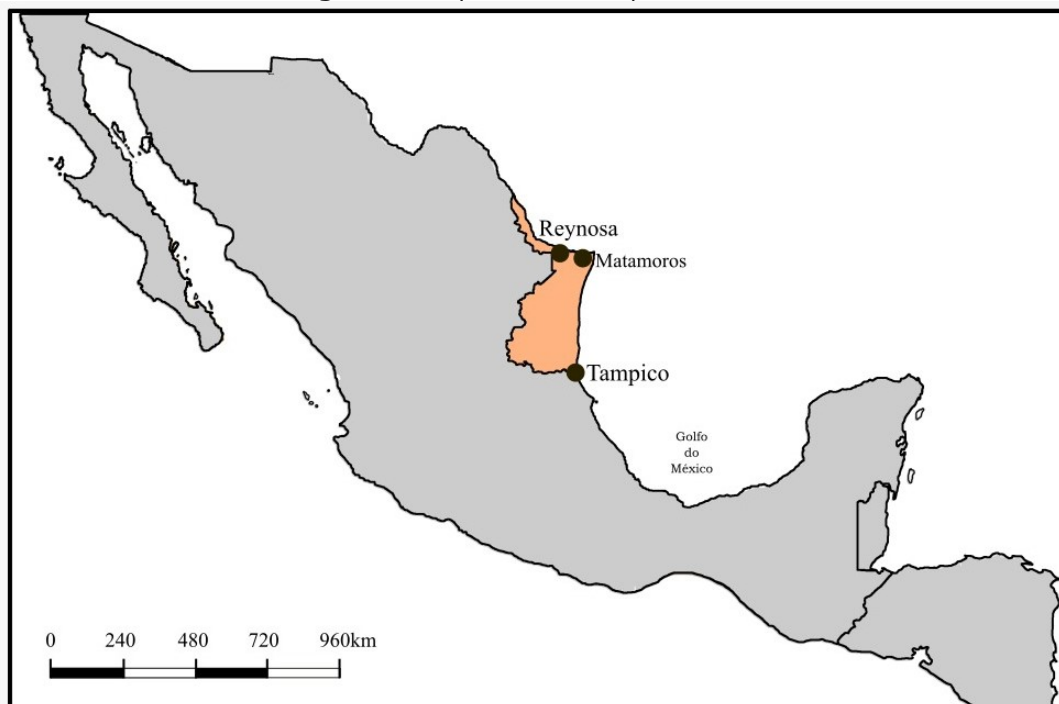 Reynosa
Matamoros
Tampico
Golfo
do
México
0 240 480 720 960km